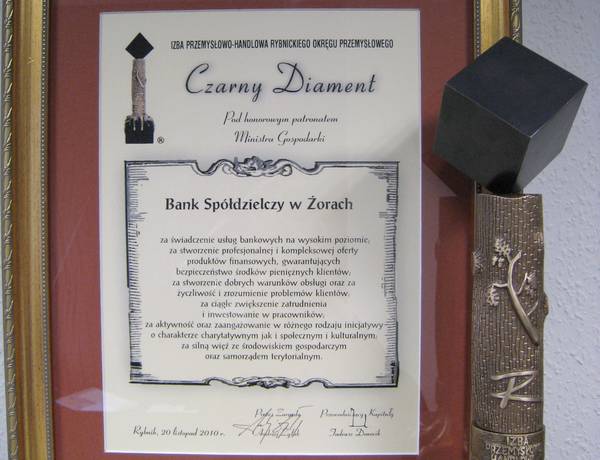 IZBA PRZEMYSŁOWO-HANDLOWA RYBNICKIEGO OKRĘGU PRZEMYSŁOWEGO
Czarny Diament
Pod honorowym patronatem
Ministra Gospodarki
®
Bank Spółdzielczy w Żorach
za świadczenie usług bankowych na wysokim poziomie;
za stworzenie profesjonalnej i kompleksowej oferty
produktów finansowych, gwarantujących
bezpieczeństwo środków pieniężnych klientów;
za stworzenie dobrych warunków obsługi oraz za
życzliwość i zrozumienie problemów klientów;
za ciągłe zwiększenie zatrudnienia
i inwestowanie w pracowników;
za aktywność oraz zaangażowanie w różnego rodzaju inicjatywy
o charakterze charytatywnym jak i społecznym i kulturalnym;
za silną więź ze środowiskiem gospodarczym
oraz samorządem terytorialnym.
Prezes Zarządu
Przewodniczący Kapituły
Rybnik, 20 listopad 2010 r.
Tadeusz Donocik
R
IZBA
PRZEMYSŁOWO